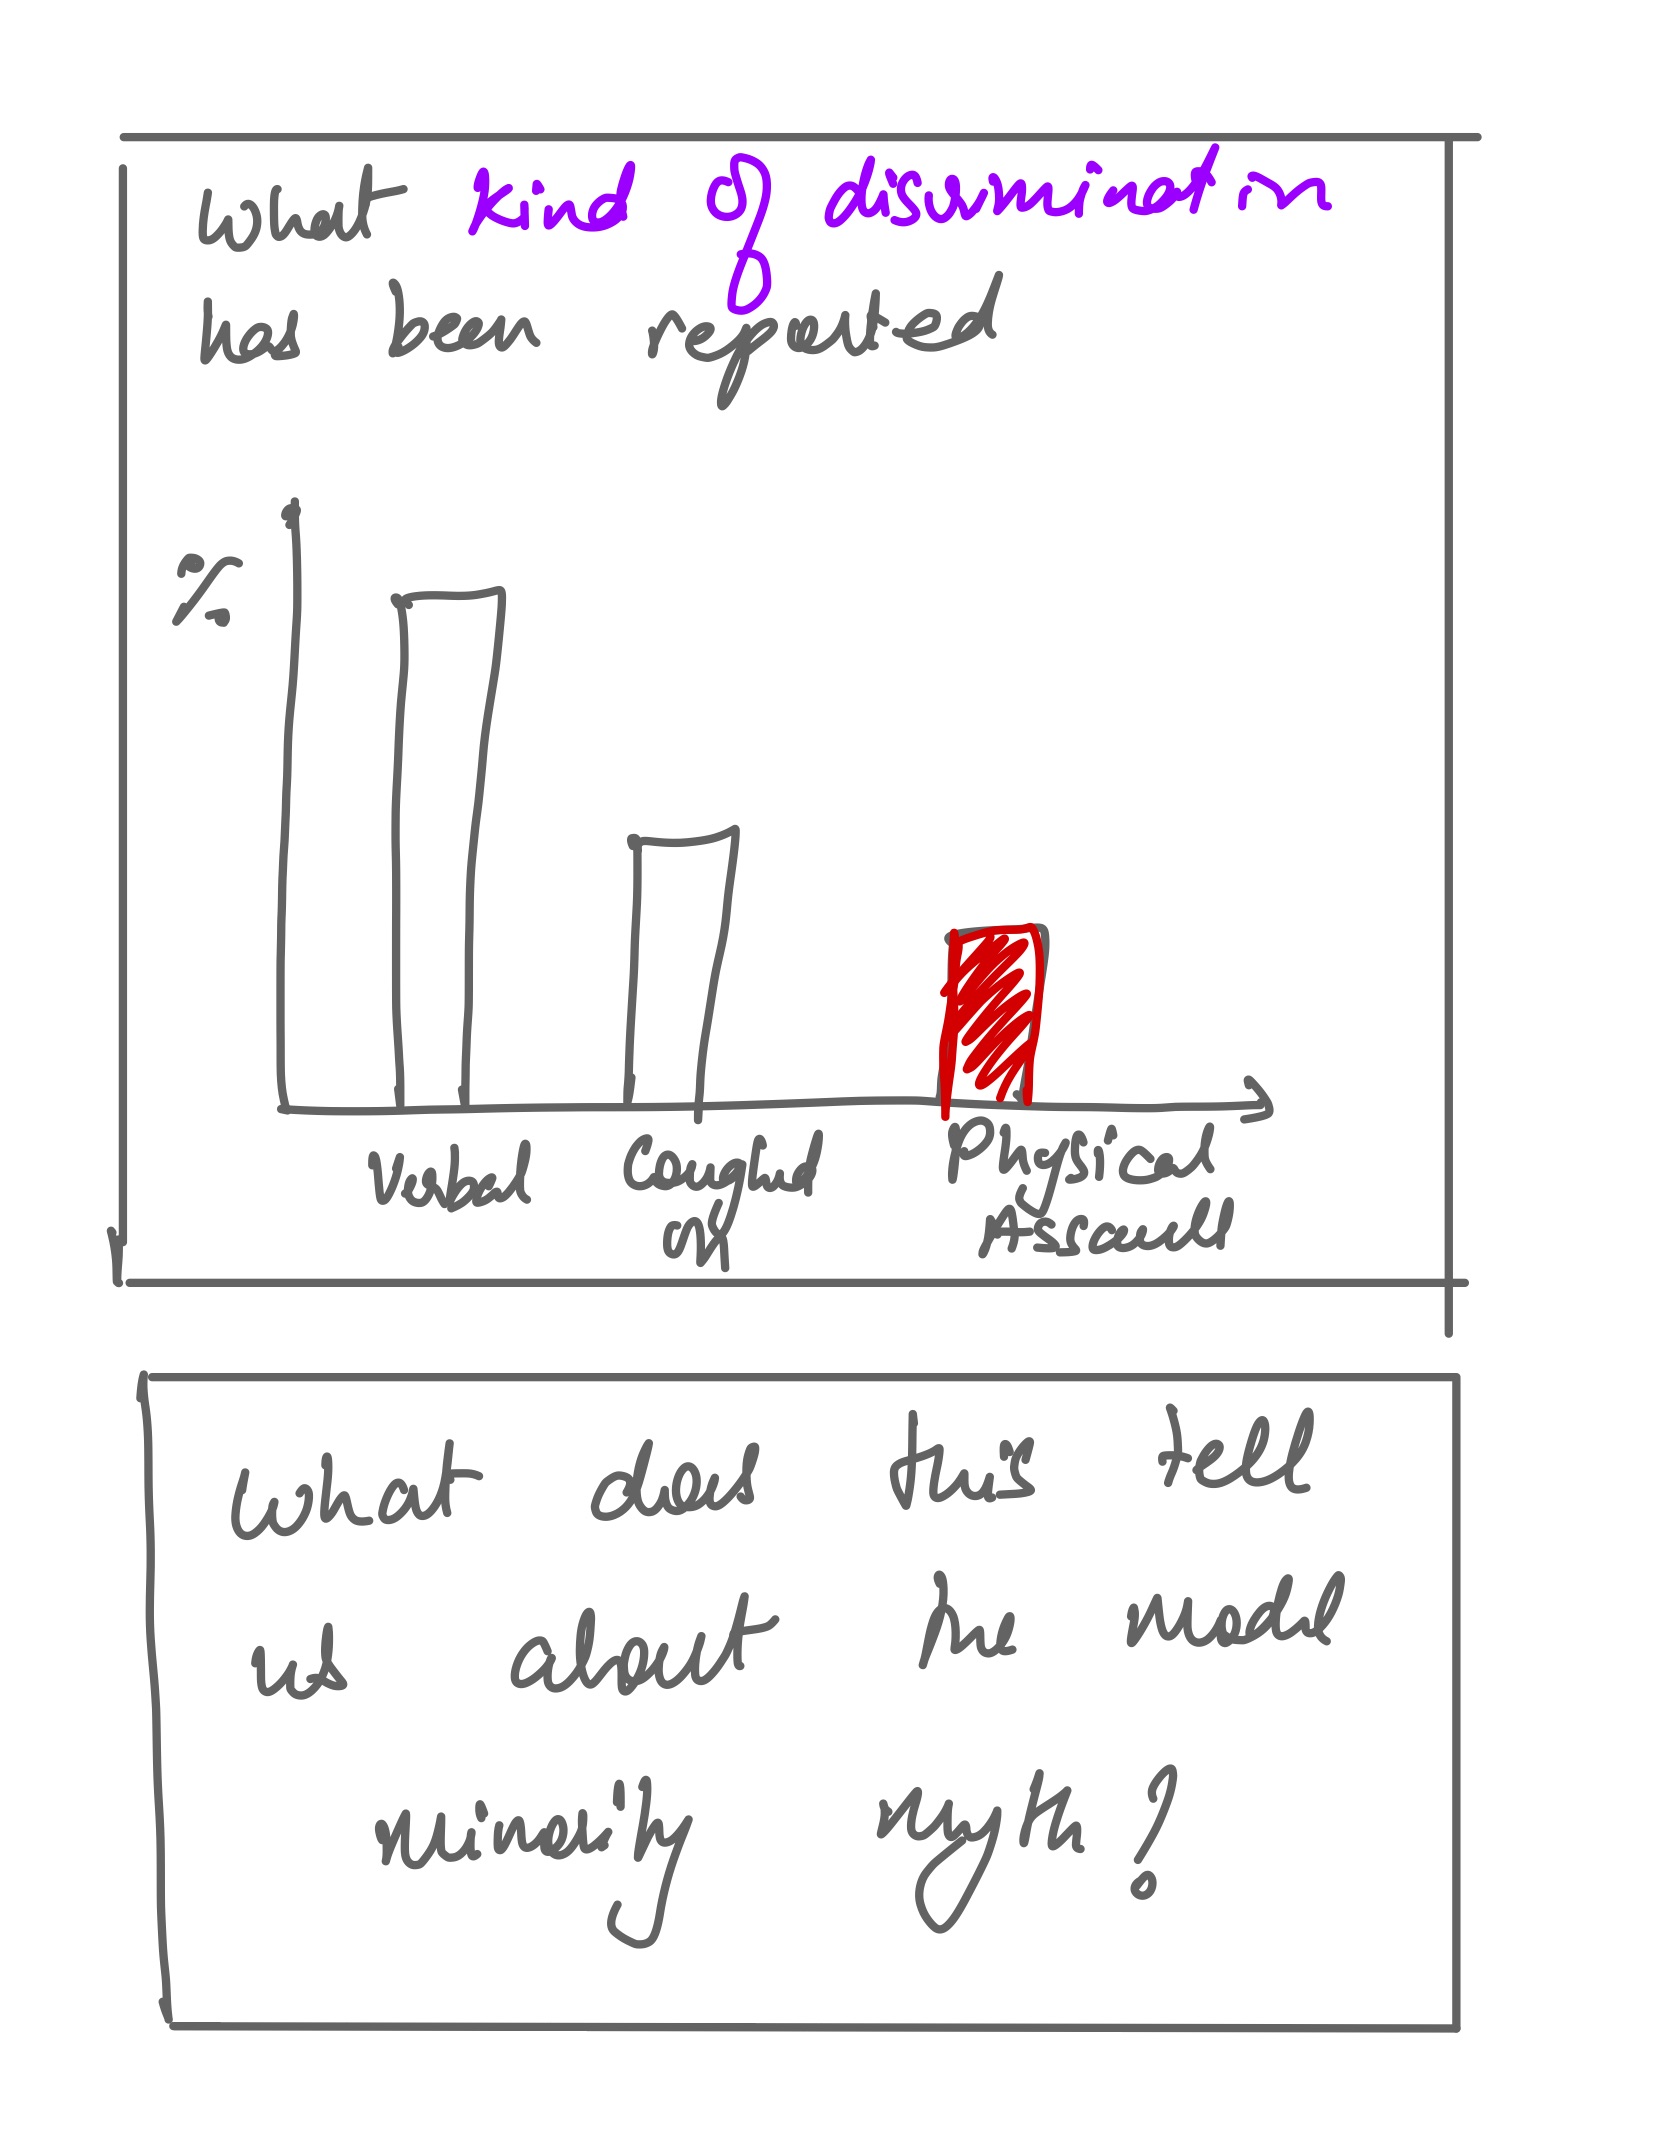 What kind of discrimination
has been reported
%
Verbal
Coughed
on
Physical
Assault
What does this tell
us about the model
minority myth?